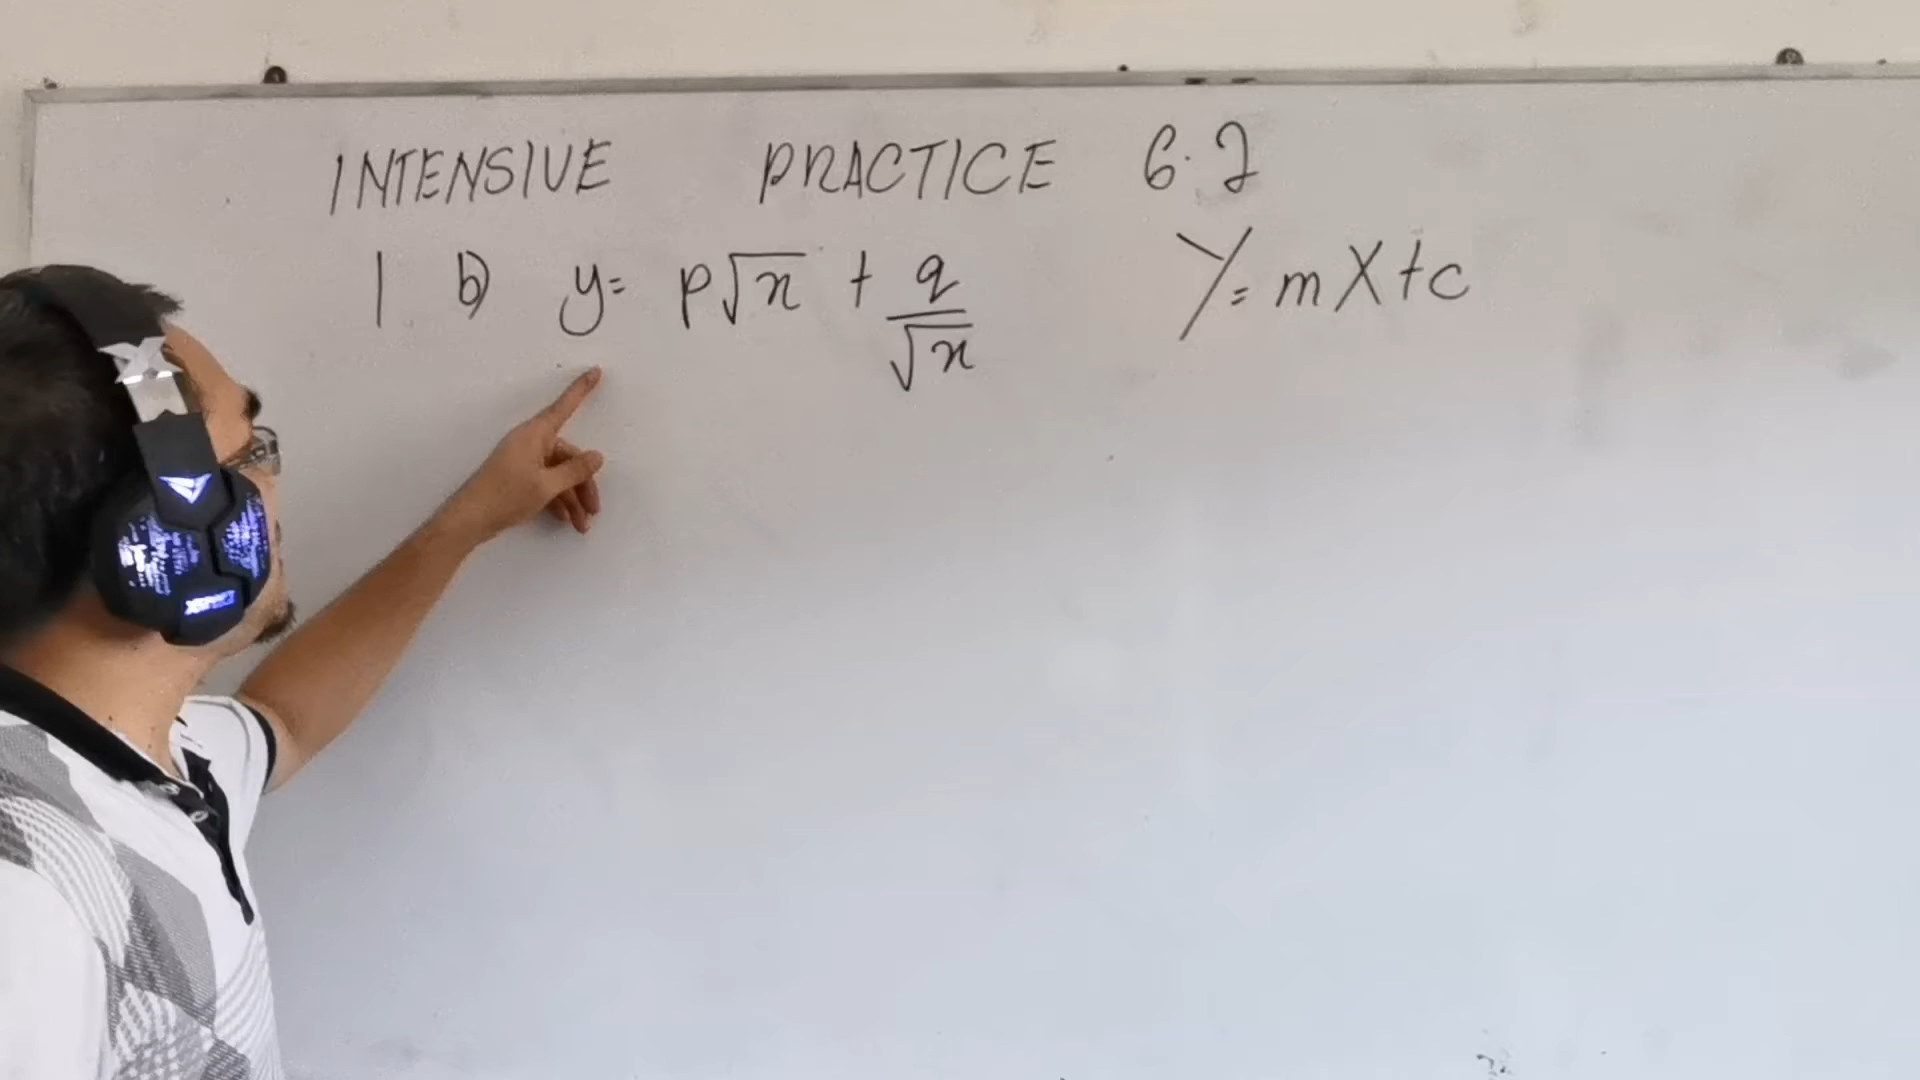 INTENSIVE PRACTICE 6.2
1 b) y= p√x + q/√x Y= mX+c